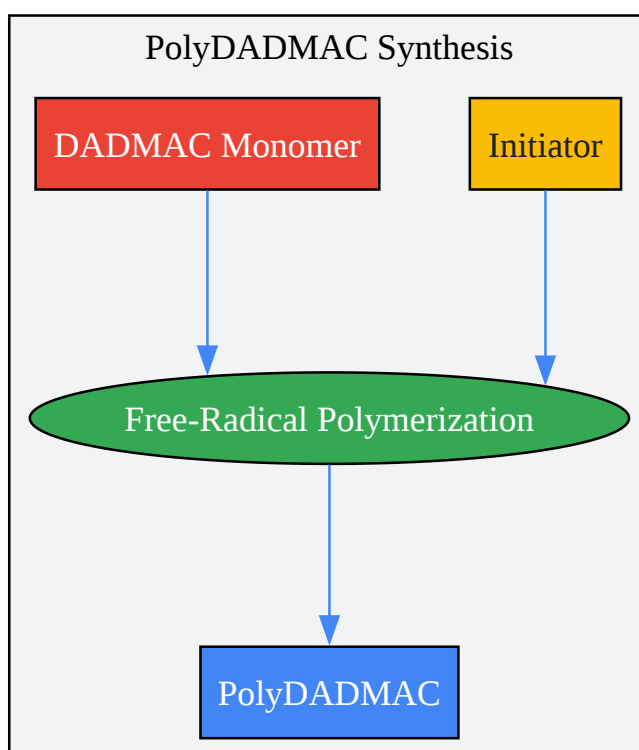 PolyDADMAC Synthesis
DADMAC Monomer
Initiator
Free-Radical Polymerization
PolyDADMAC